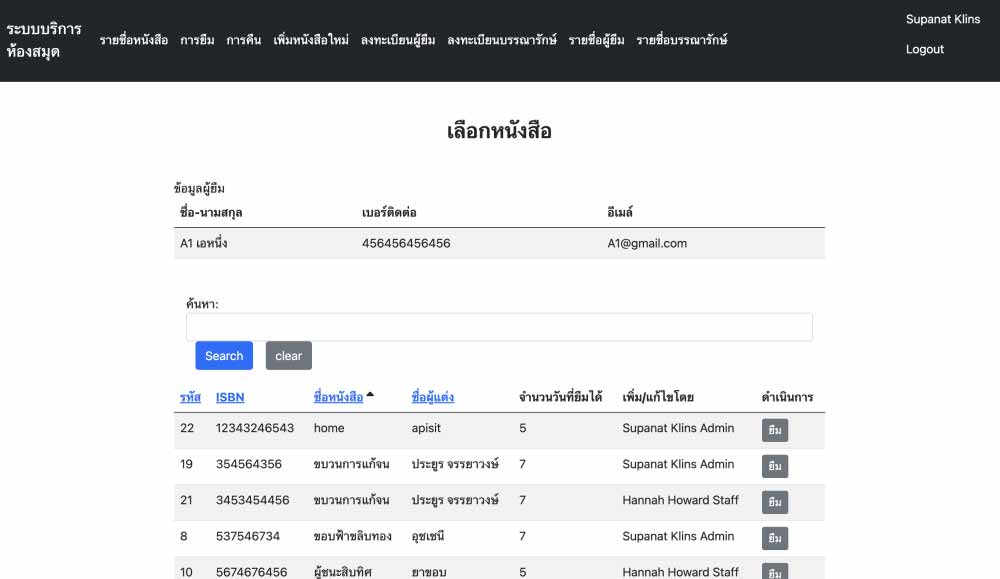 ระบบบริการ
ห้องสมุด
รายชื่อหนังสือ การยืม การคืน เพิ่มหนังสือใหม่ ลงทะเบียนผู้ยืม ลงทะเบียนบรรณารักษ์ รายชื่อผู้ยืม รายชื่อบรรณารักษ์
Supanat Klins
Logout
เลือกหนังสือ
ข้อมูลผู้ยืม
ชื่อ-นามสกุล เบอร์ติดต่อ อีเมล์
A1 เอหนึ่ง 456456456456 A1@gmail.com
ค้นหา:
Search clear
รหัส ISBN ชื่อหนังสือ ชื่อผู้แต่ง จำนวนวันที่ยืมได้ เพิ่ม/แก้ไขโดย ดำเนินการ
22 12343246543 home apisit 5 Supanat Klins Admin ยืม
19 354564356 ขบวนการแก้จน ประยูร จรรยาวงษ์ 7 Supanat Klins Admin ยืม
21 3453454456 ขบวนการแก้จน ประยูร จรรยาวงษ์ 7 Hannah Howard Staff ยืม
8 537546734 ขอบฟ้าขลิบทอง อุชเชนี 7 Supanat Klins Admin ยืม
10 5674676456 ผู้ชนะสิบทิศ ยาขอบ 5 Hannah Howard Staff ยืม